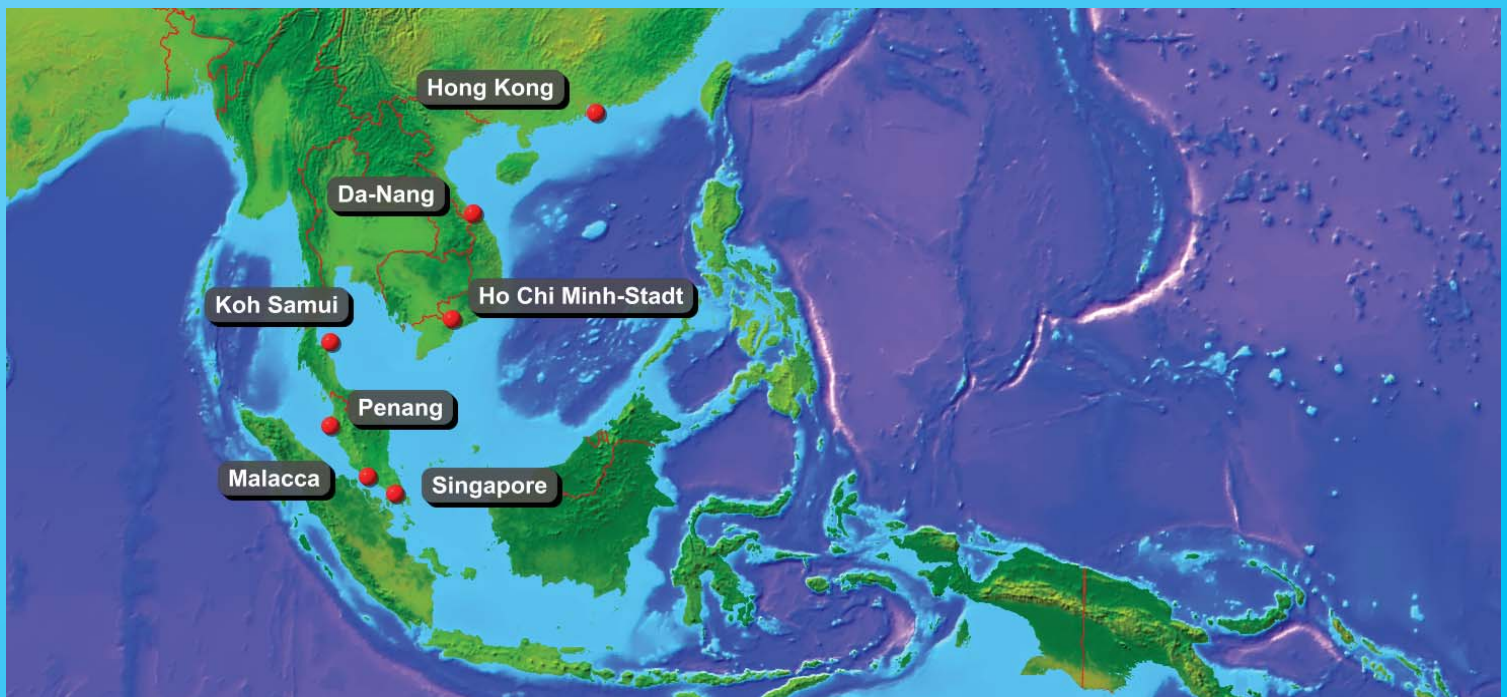 Hong Kong
Da-Nang
Koh Samui
Ho Chi Minh-Stadt
Penang
Malacca
Singapore